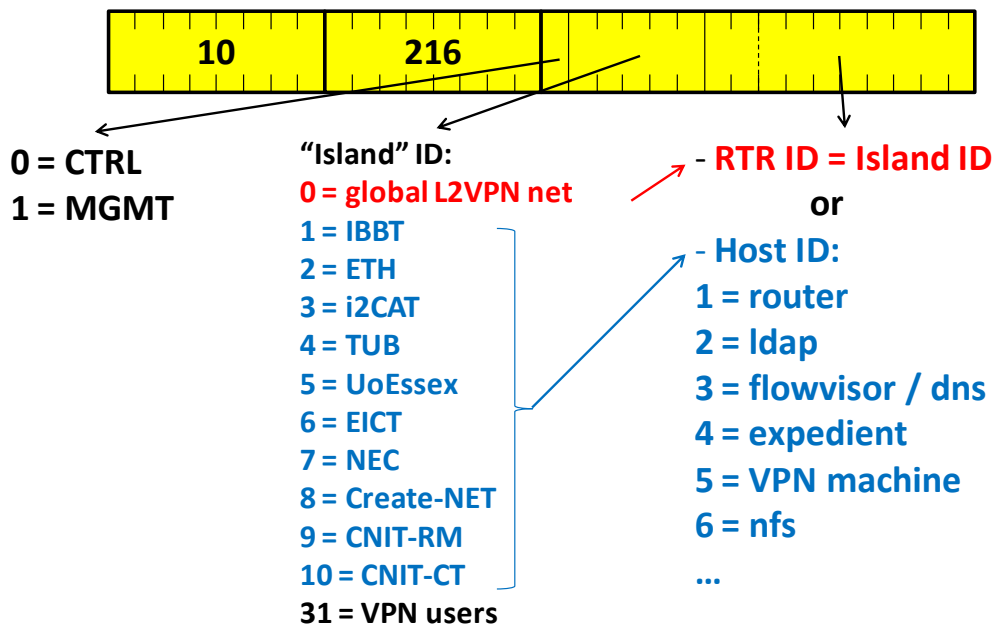 10
216
0 = CTRL
1 = MGMT
“Island” ID:
0 = global L2VPN net
1 = IBBT
2 = ETH
3 = i2CAT
4 = TUB
5 = UoEssex
6 = EICT
7 = NEC
8 = Create-NET
9 = CNIT-RM
10 = CNIT-CT
31 = VPN users
- RTR ID = Island ID
or
- Host ID:
1 = router
2 = ldap
3 = flowvisor / dns
4 = expedient
5 = VPN machine
6 = nfs
…